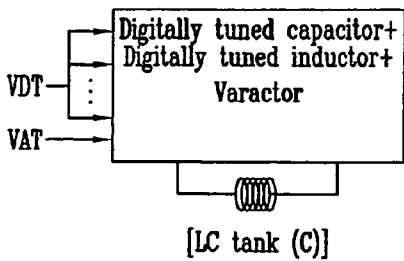 Digitally tuned capacitor+
Digitally tuned inductor+
Varactor
VDT
VAT
[LC tank (C)]